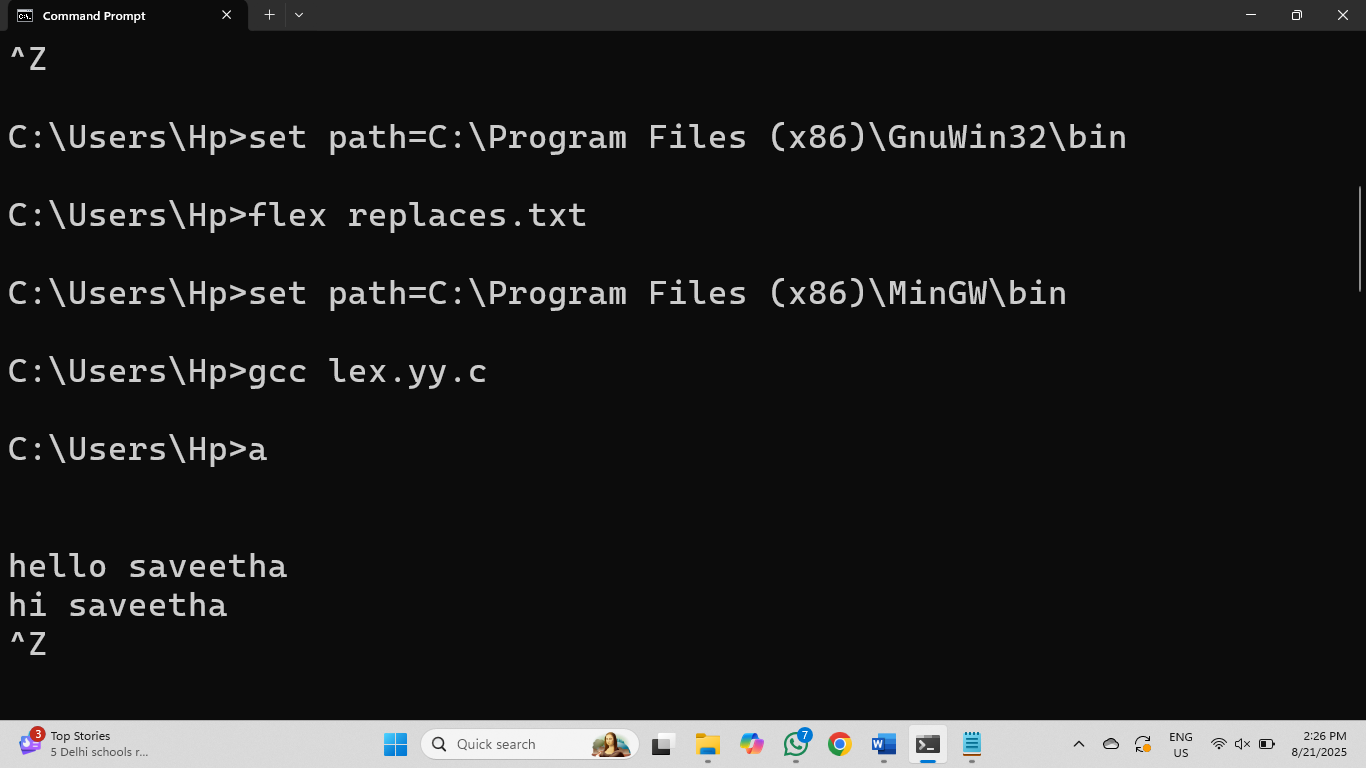 Command Prompt
^Z
C:\Users\Hp>set path=C:\Program Files (x86)\GnuWin32\bin
C:\Users\Hp>flex replaces.txt
C:\Users\Hp>set path=C:\Program Files (x86)\MinGW\bin
C:\Users\Hp>gcc lex.yy.c
C:\Users\Hp>a
hello saveetha
hi saveetha
^Z
3
Top Stories
5 Delhi schools r...
Quick search
7
ENG
US
2:26 PM
8/21/2025